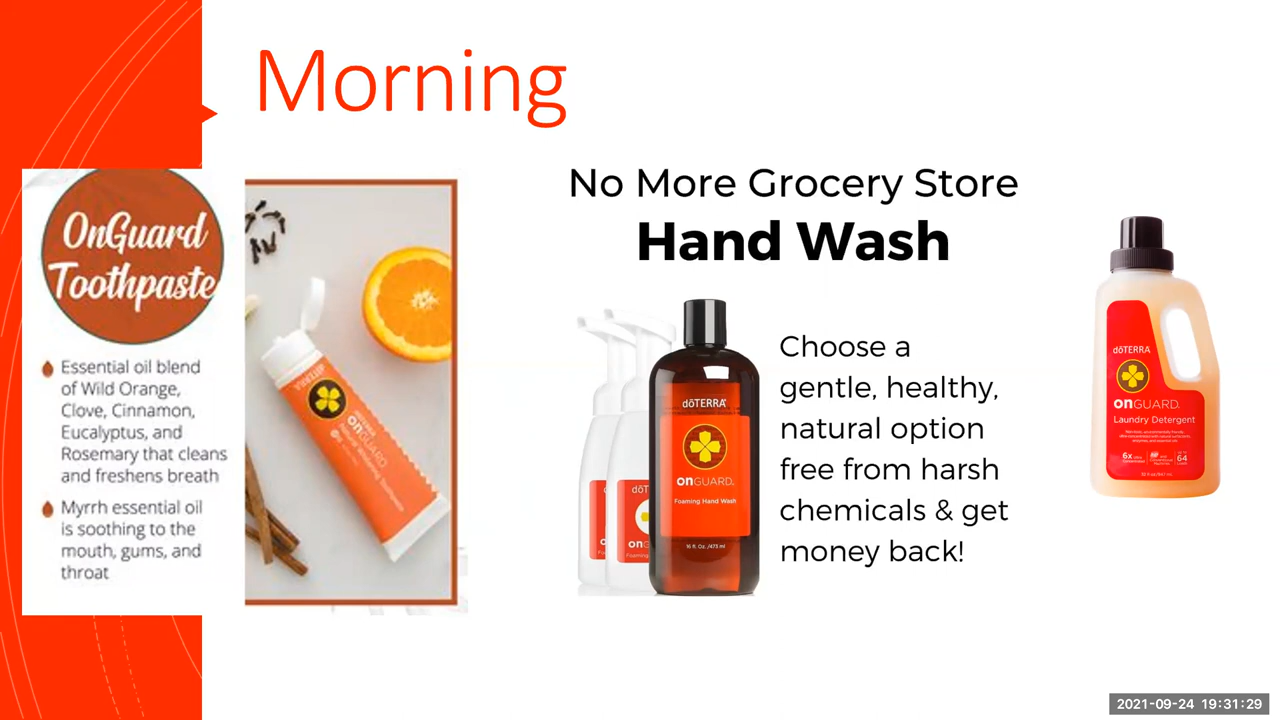 Morning
OnGuard
Toothpaste
Essential oil blend
of Wild Orange,
Clove, Cinnamon,
Eucalyptus, and
Rosemary that cleans
and freshens breath
Myrrh essential oil
is soothing to the
mouth, gums, and
throat
dōTERRA
onGUARD
No More Grocery Store
Hand Wash
dōTERRA
onGUARD
Foaming Hand Wash
16 fl. Oz. /473 ml
Choose a
gentle, healthy,
natural option
free from harsh
chemicals & get
money back!
dōTERRA
onGUARD
Laundry Detergent
6x
64
2021-09-24 19:31:29